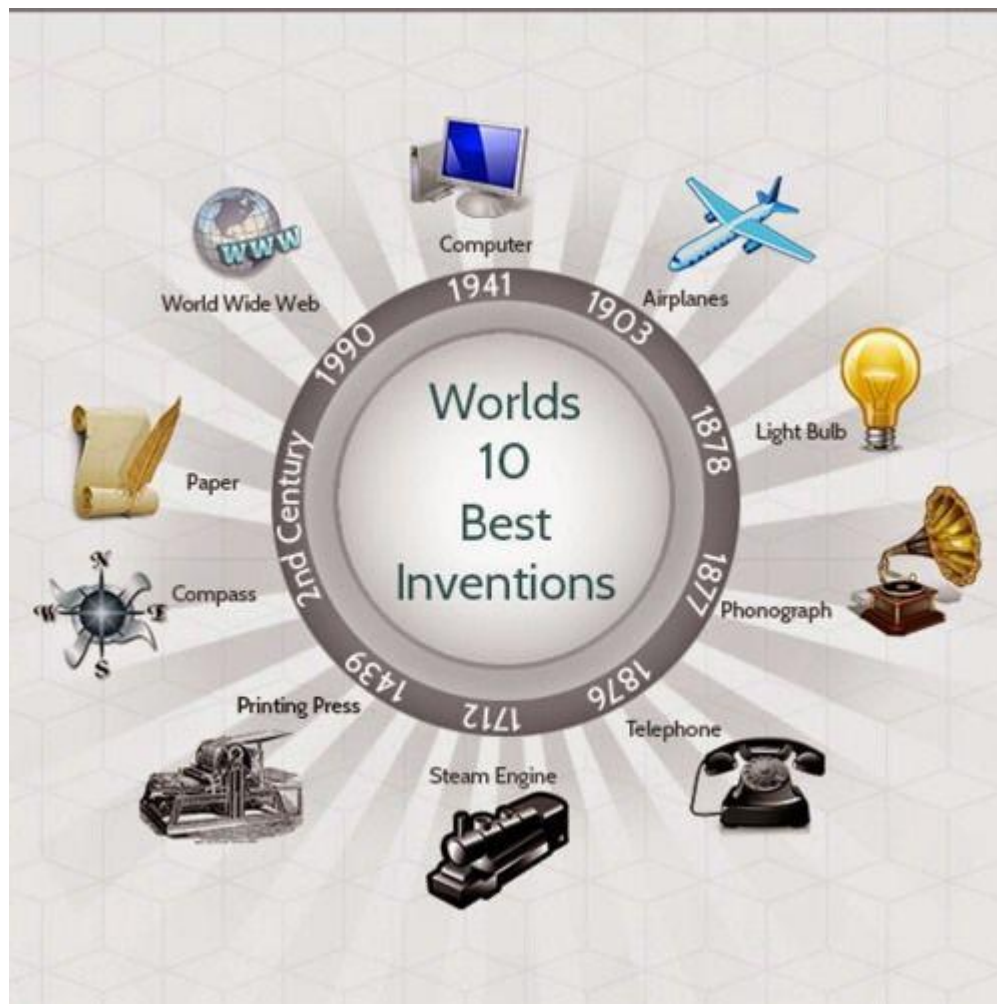 Computer
Airplanes
World Wide Web
WWW
1941
1903
1990
Light Bulb
1878
Worlds
10
Best
Inventions
Paper
2nd Century
Compass
N
W
E
S
1877
Phonograph
1439
1712
1876
Printing Press
Telephone
Steam Engine